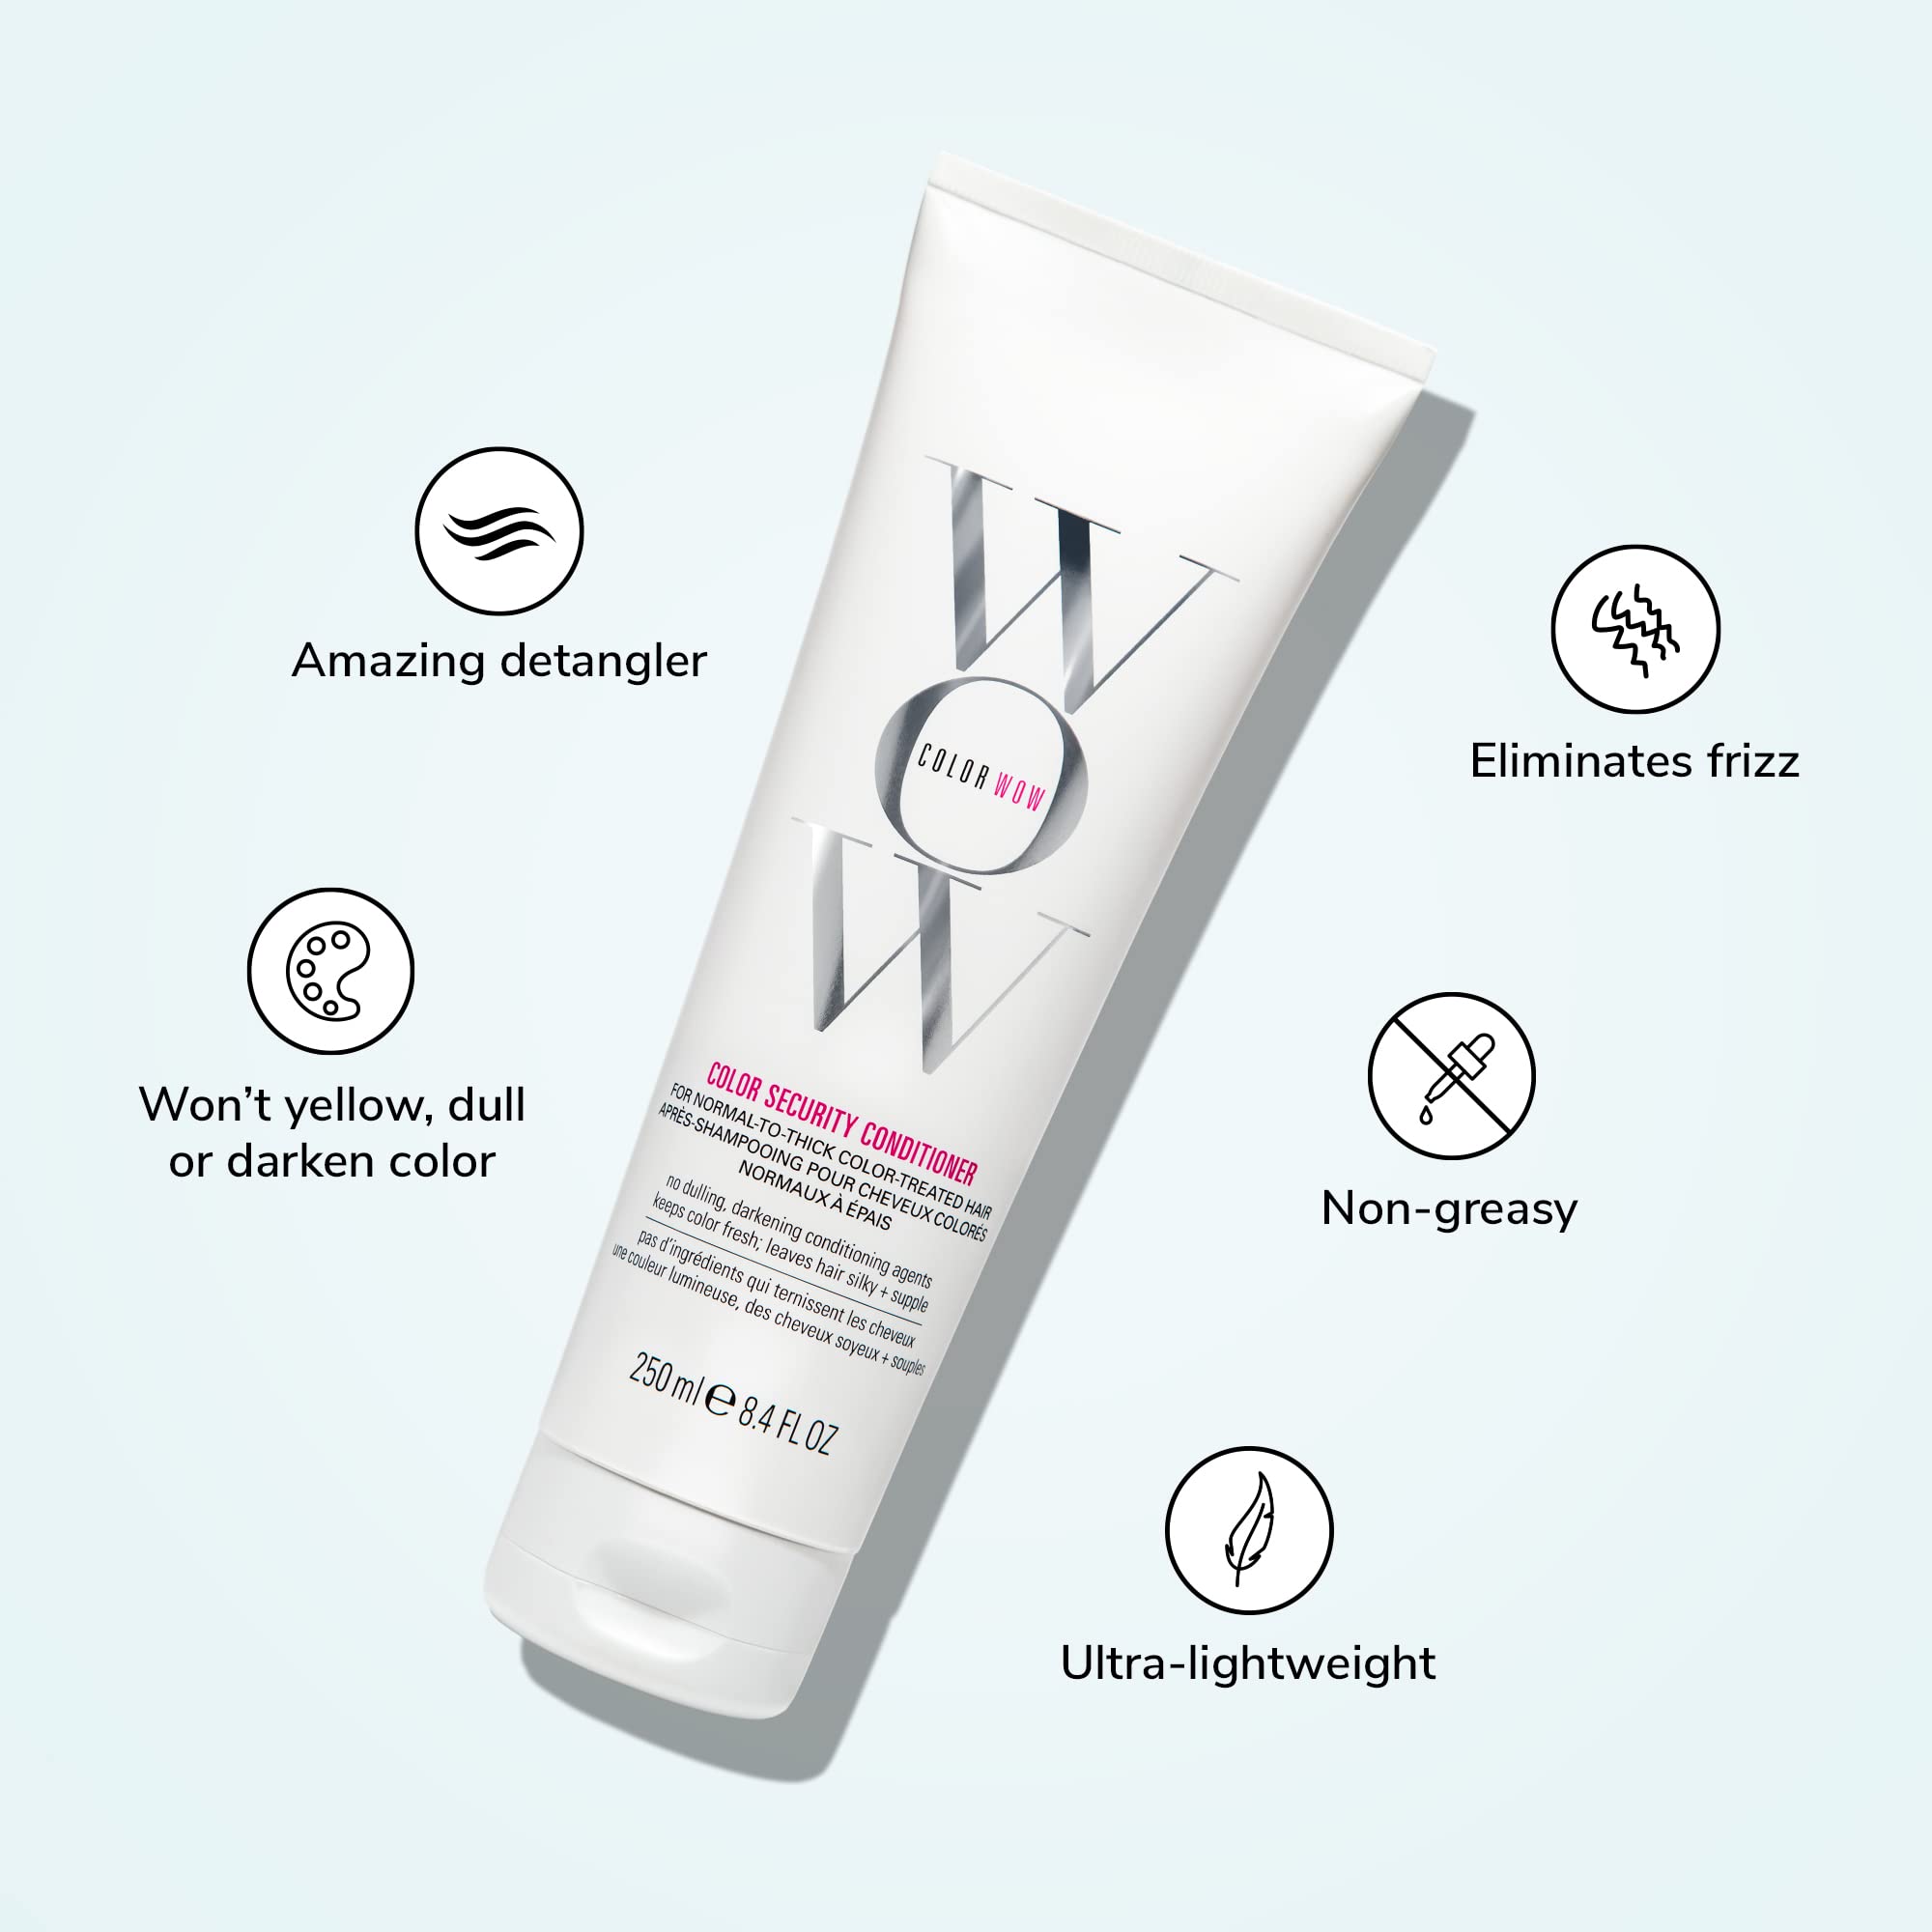 Amazing detangler
Eliminates frizz
Won't yellow, dull
or darken color
Non-greasy
Ultra-lightweight
WOW
COLOR WOW
COLOR SECURITY CONDITIONER
FOR NORMAL-TO-THICK COLOR-TREATED HAIR
APRÈS-SHAMPOOING POUR CHEVEUX COLORÉS
NORMAUX À ÉPAIS
no dulling, darkening conditioning agents
keeps color fresh; leaves hair silky + supple
pas d'ingrédients qui ternissent les cheveux
une couleur lumineuse, des cheveux soyeux + souples
250 ml e 8.4 FL OZ